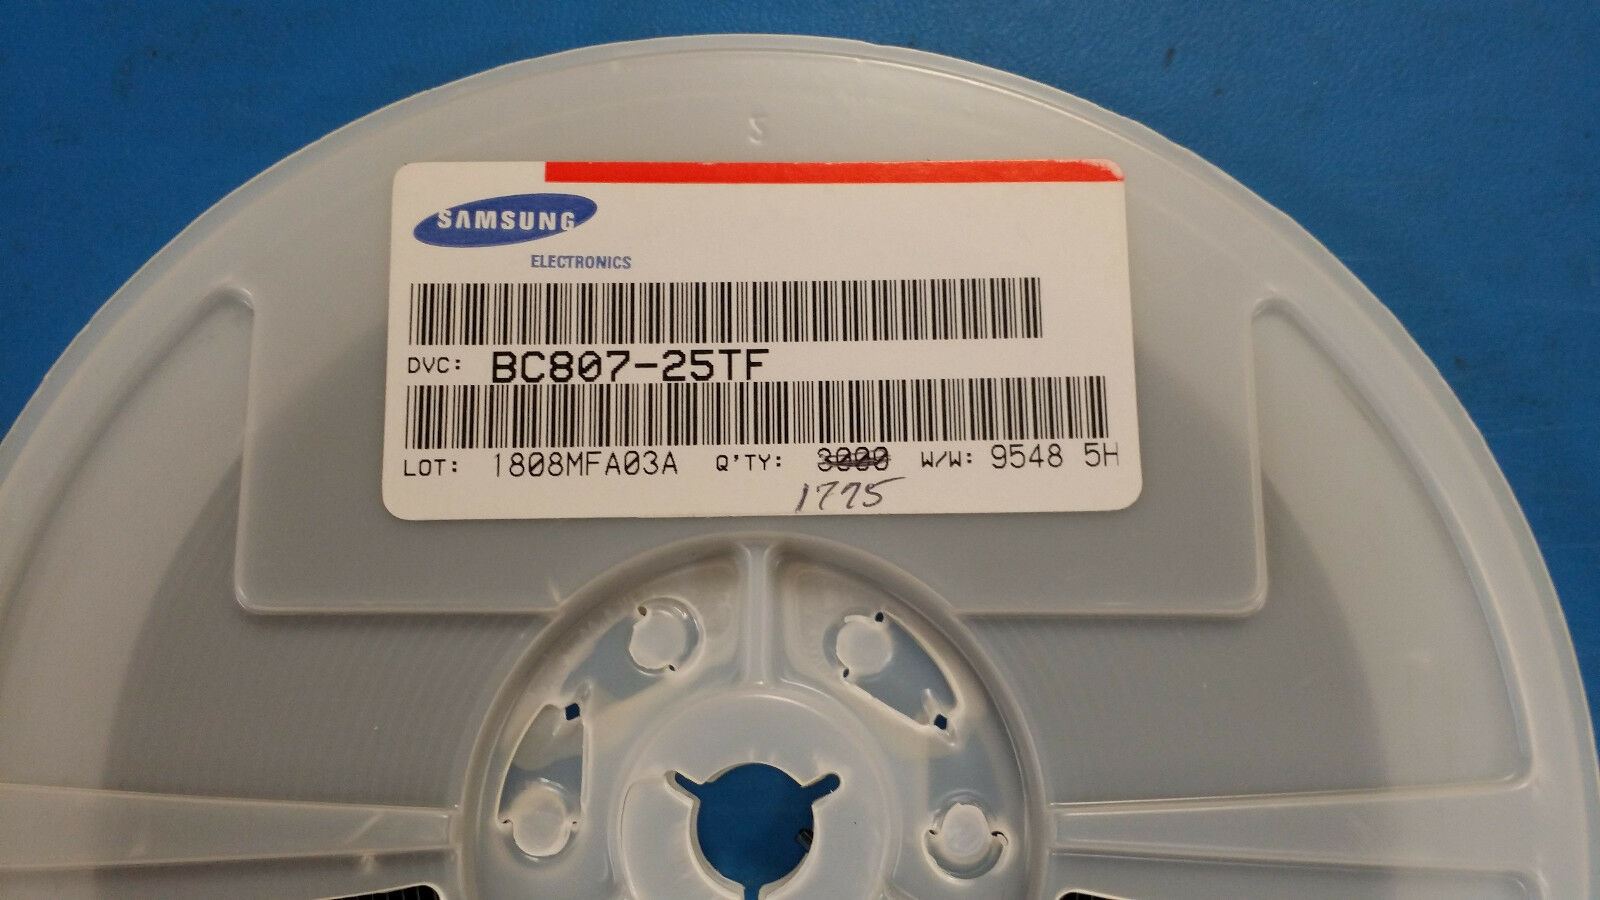 SAMSUNG
ELECTRONICS
DVC: BC807-25TF
LOT: 1808MFA03A Q'TY: 3000 W/W: 9548 5H
1775